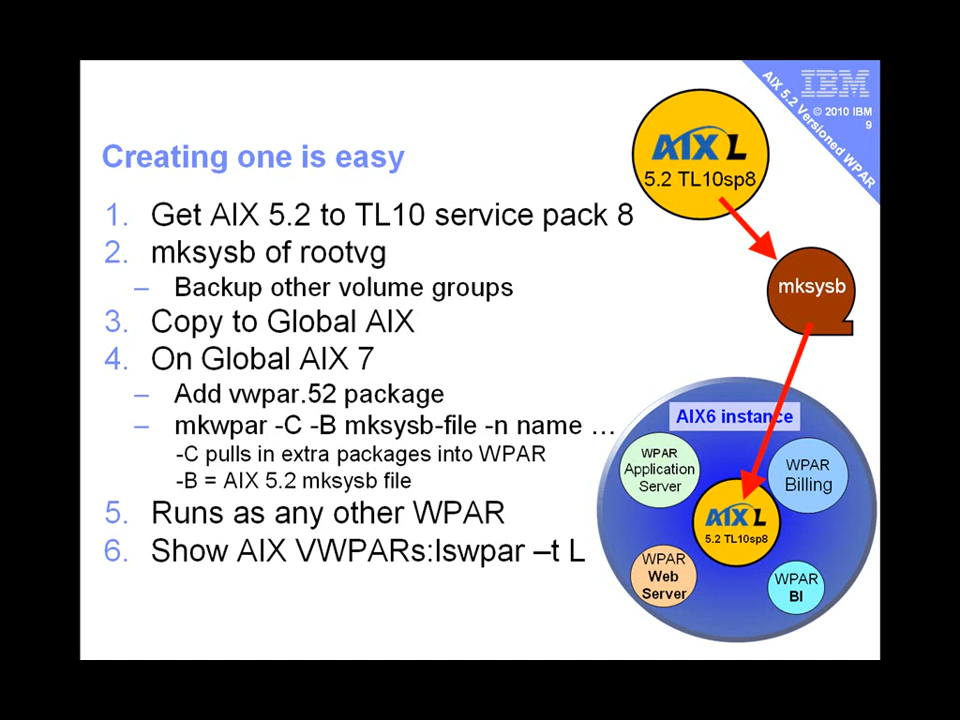 AIX 5.2 Versioned WPAR
IBM
© 2010 IBM
9
Creating one is easy
1. Get AIX 5.2 to TL10 service pack 8
2. mksysb of rootvg
– Backup other volume groups
3. Copy to Global AIX
4. On Global AIX 7
– Add vwpar.52 package
– mkwpar -C -B mksysb-file -n name …
-C pulls in extra packages into WPAR
-B = AIX 5.2 mksysb file
5. Runs as any other WPAR
6. Show AIX VWPARs:lswpar –t L
AIX L
5.2 TL10sp8
mksysb
AIX6 instance
WPAR
Application
Server
WPAR
Billing
AIX L
5.2 TL10sp8
WPAR
Web
Server
WPAR
BI